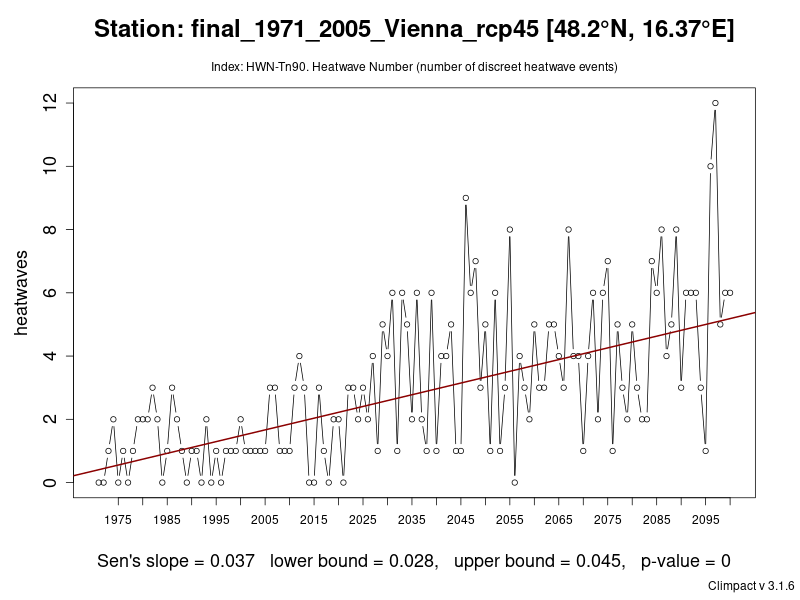 Station: final_1971_2005_Vienna_rcp45 [48.2°N, 16.37°E]
Index: HWN-Tn90. Heatwave Number (number of discreet heatwave events)
heatwaves
12
10
8
6
4
2
0
1975 1985 1995 2005 2015 2025 2035 2045 2055 2065 2075 2085 2095
Sen's slope = 0.037 lower bound = 0.028, upper bound = 0.045, p-value = 0
Climpact v 3.1.6